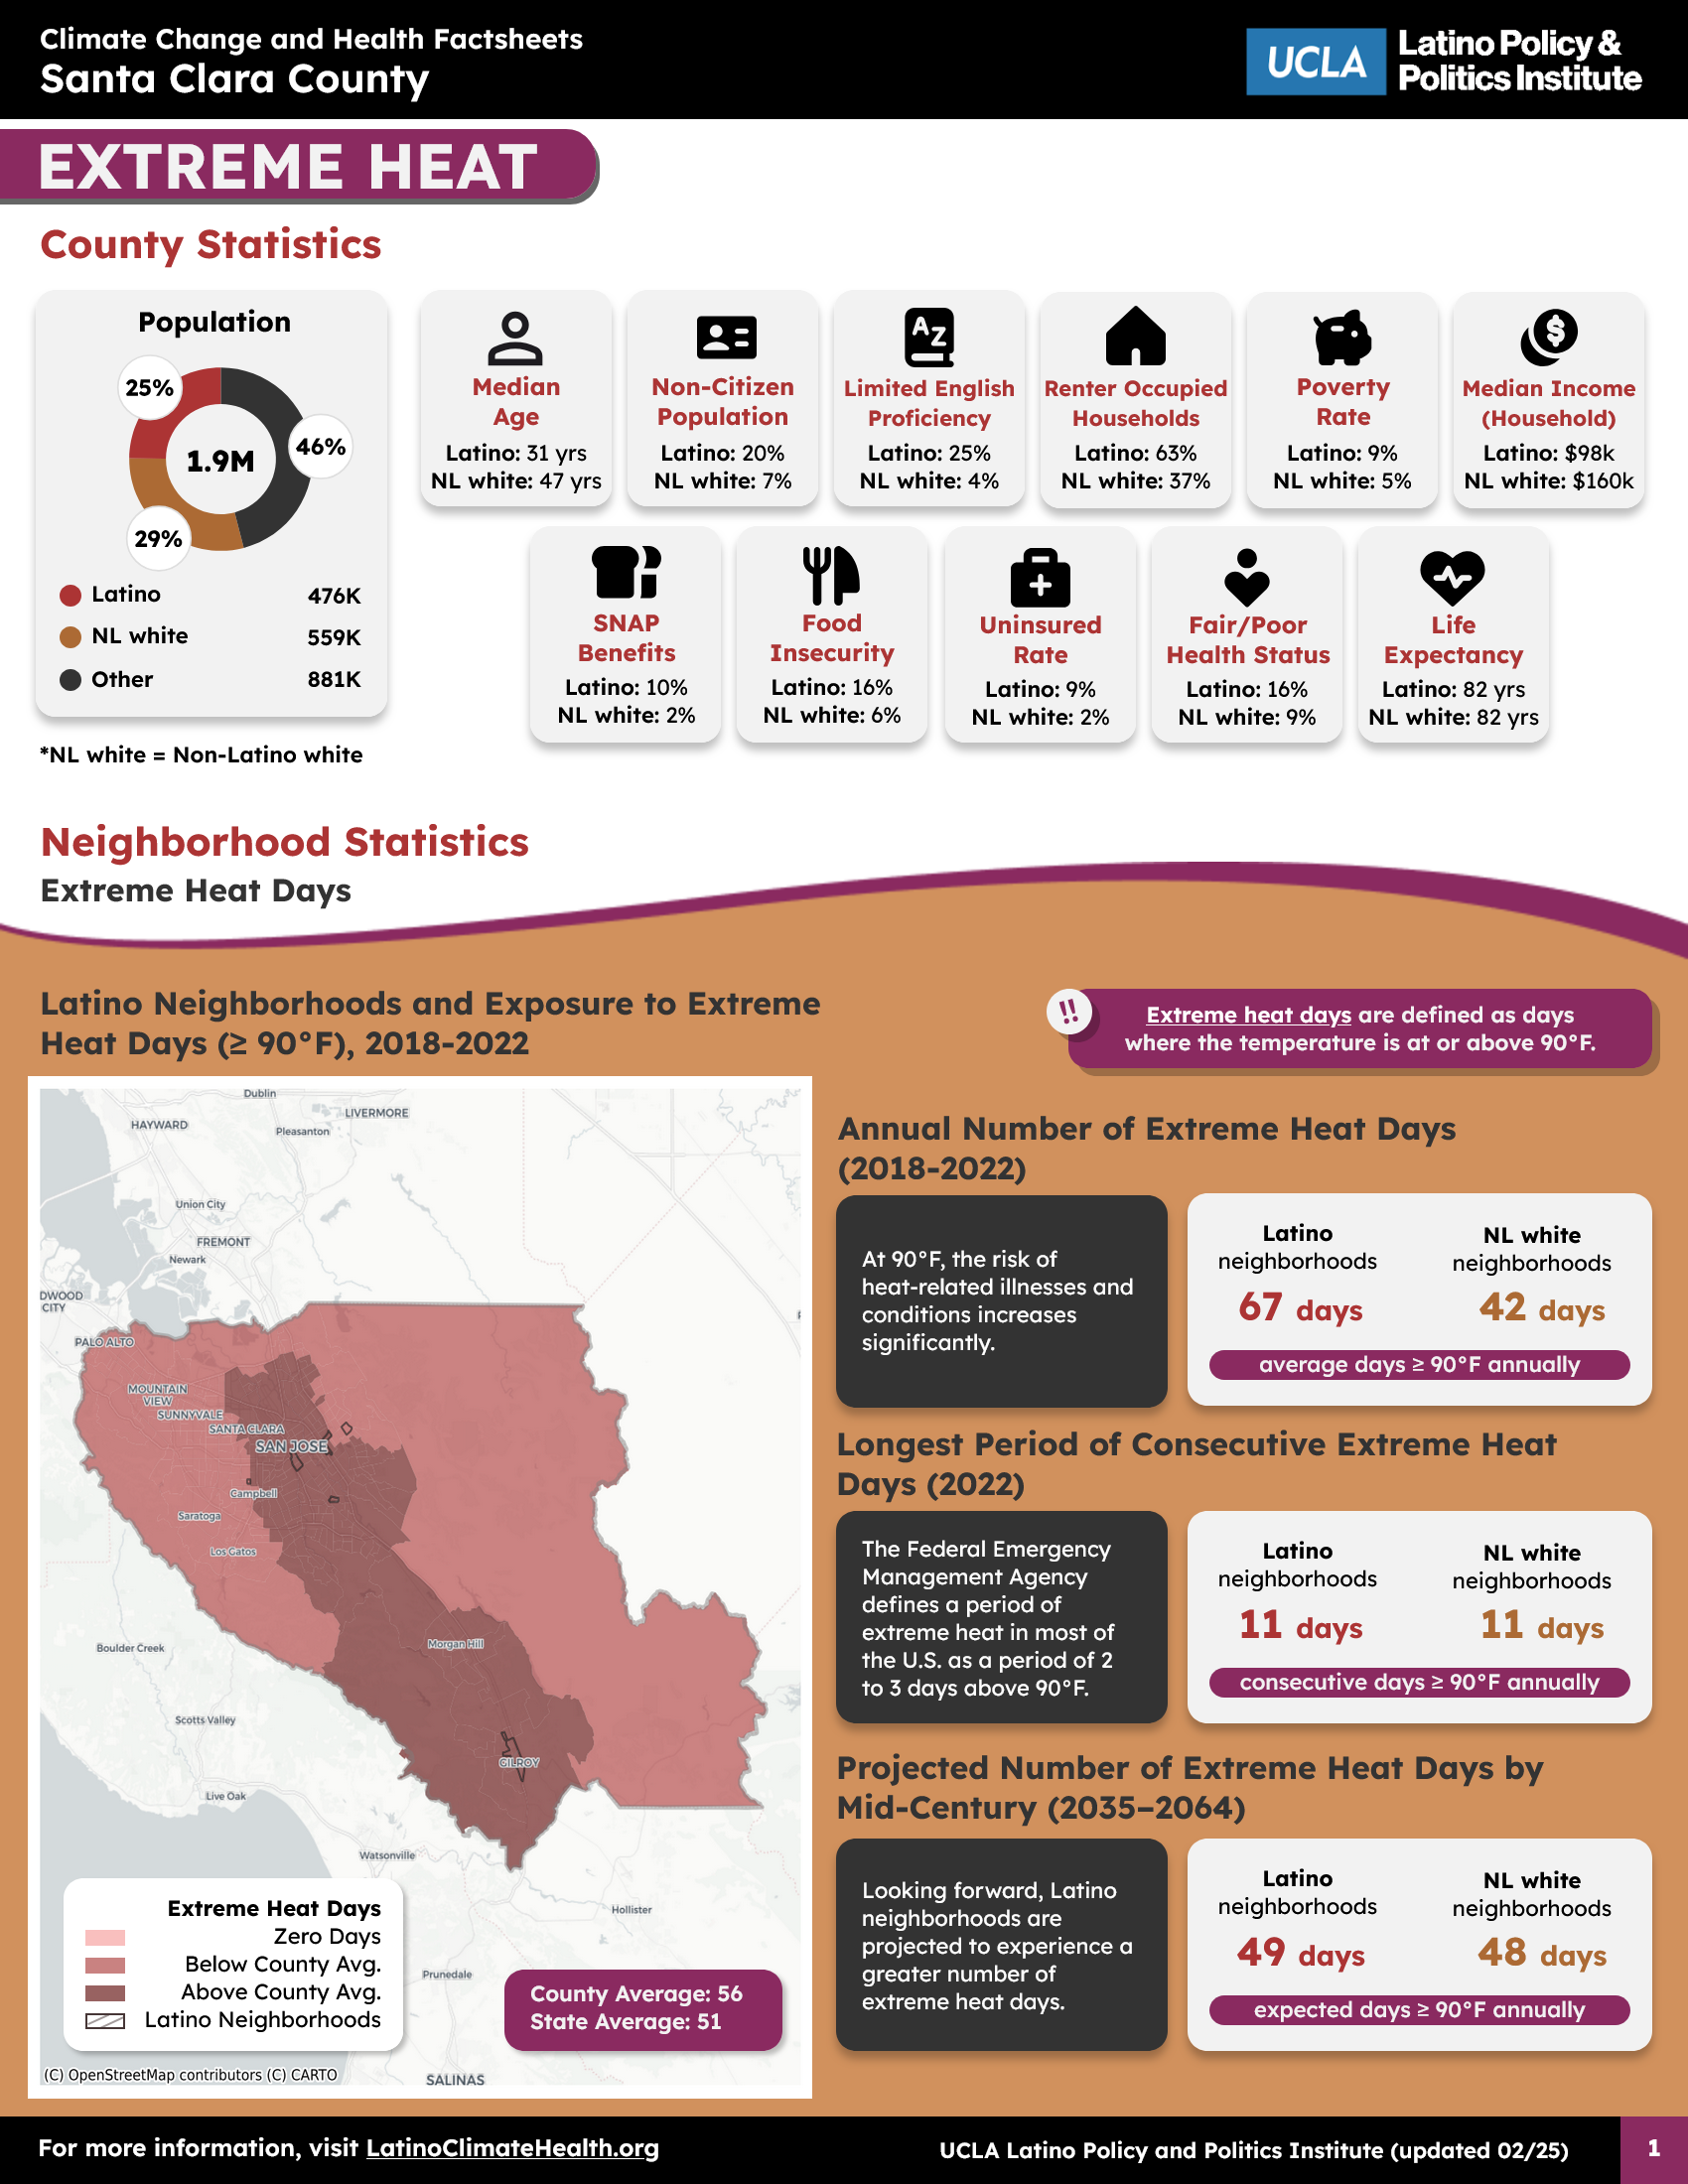 Climate Change and Health Factsheets
Santa Clara County
UCLA
Latino Policy &
Politics Institute
EXTREME HEAT
County Statistics
Population
25%
46%
1.9M
29%
Latino 476K
NL white 559K
Other 881K
*NL white = Non-Latino white
Median
Age
Latino: 31 yrs
NL white: 47 yrs
Non-Citizen
Population
Latino: 20%
NL white: 7%
AZ
Limited English
Proficiency
Latino: 25%
NL white: 4%
Renter Occupied
Households
Latino: 63%
NL white: 37%
Poverty
Rate
Latino: 9%
NL white: 5%
$
Median Income
(Household)
Latino: $98k
NL white: $160k
SNAP
Benefits
Latino: 10%
NL white: 2%
Food
Insecurity
Latino: 16%
NL white: 6%
Uninsured
Rate
Latino: 9%
NL white: 2%
Fair/Poor
Health Status
Latino: 16%
NL white: 9%
Life
Expectancy
Latino: 82 yrs
NL white: 82 yrs
Neighborhood Statistics
Extreme Heat Days
Latino Neighborhoods and Exposure to Extreme
Heat Days (≥ 90°F), 2018-2022
!!
Extreme heat days are defined as days
where the temperature is at or above 90°F.
Dublin
LIVERMORE
HAYWARD
Pleasanton
Union City
FREMONT
Newark
DWOOD
CITY
PALO ALTO
MOUNTAIN
VIEW
SUNNYVALE
SANTA CLARA
SAN JOSE
Campbell
Saratoga
Los Gatos
Morgan Hill
Boulder Creek
Scotts Valley
GILROY
Live Oak
Watsonville
Hollister
Prunedale
SALINAS
Extreme Heat Days
Zero Days
Below County Avg.
Above County Avg.
Latino Neighborhoods
County Average: 56
State Average: 51
(C) OpenStreetMap contributors (C) CARTO
Annual Number of Extreme Heat Days
(2018-2022)
At 90°F, the risk of
heat-related illnesses and
conditions increases
significantly.
Latino
neighborhoods
67 days
NL white
neighborhoods
42 days
average days ≥ 90°F annually
Longest Period of Consecutive Extreme Heat
Days (2022)
The Federal Emergency
Management Agency
defines a period of
extreme heat in most of
the U.S. as a period of 2
to 3 days above 90°F.
Latino
neighborhoods
11 days
NL white
neighborhoods
11 days
consecutive days ≥ 90°F annually
Projected Number of Extreme Heat Days by
Mid-Century (2035–2064)
Looking forward, Latino
neighborhoods are
projected to experience a
greater number of
extreme heat days.
Latino
neighborhoods
49 days
NL white
neighborhoods
48 days
expected days ≥ 90°F annually
For more information, visit LatinoClimateHealth.org
UCLA Latino Policy and Politics Institute (updated 02/25)
1